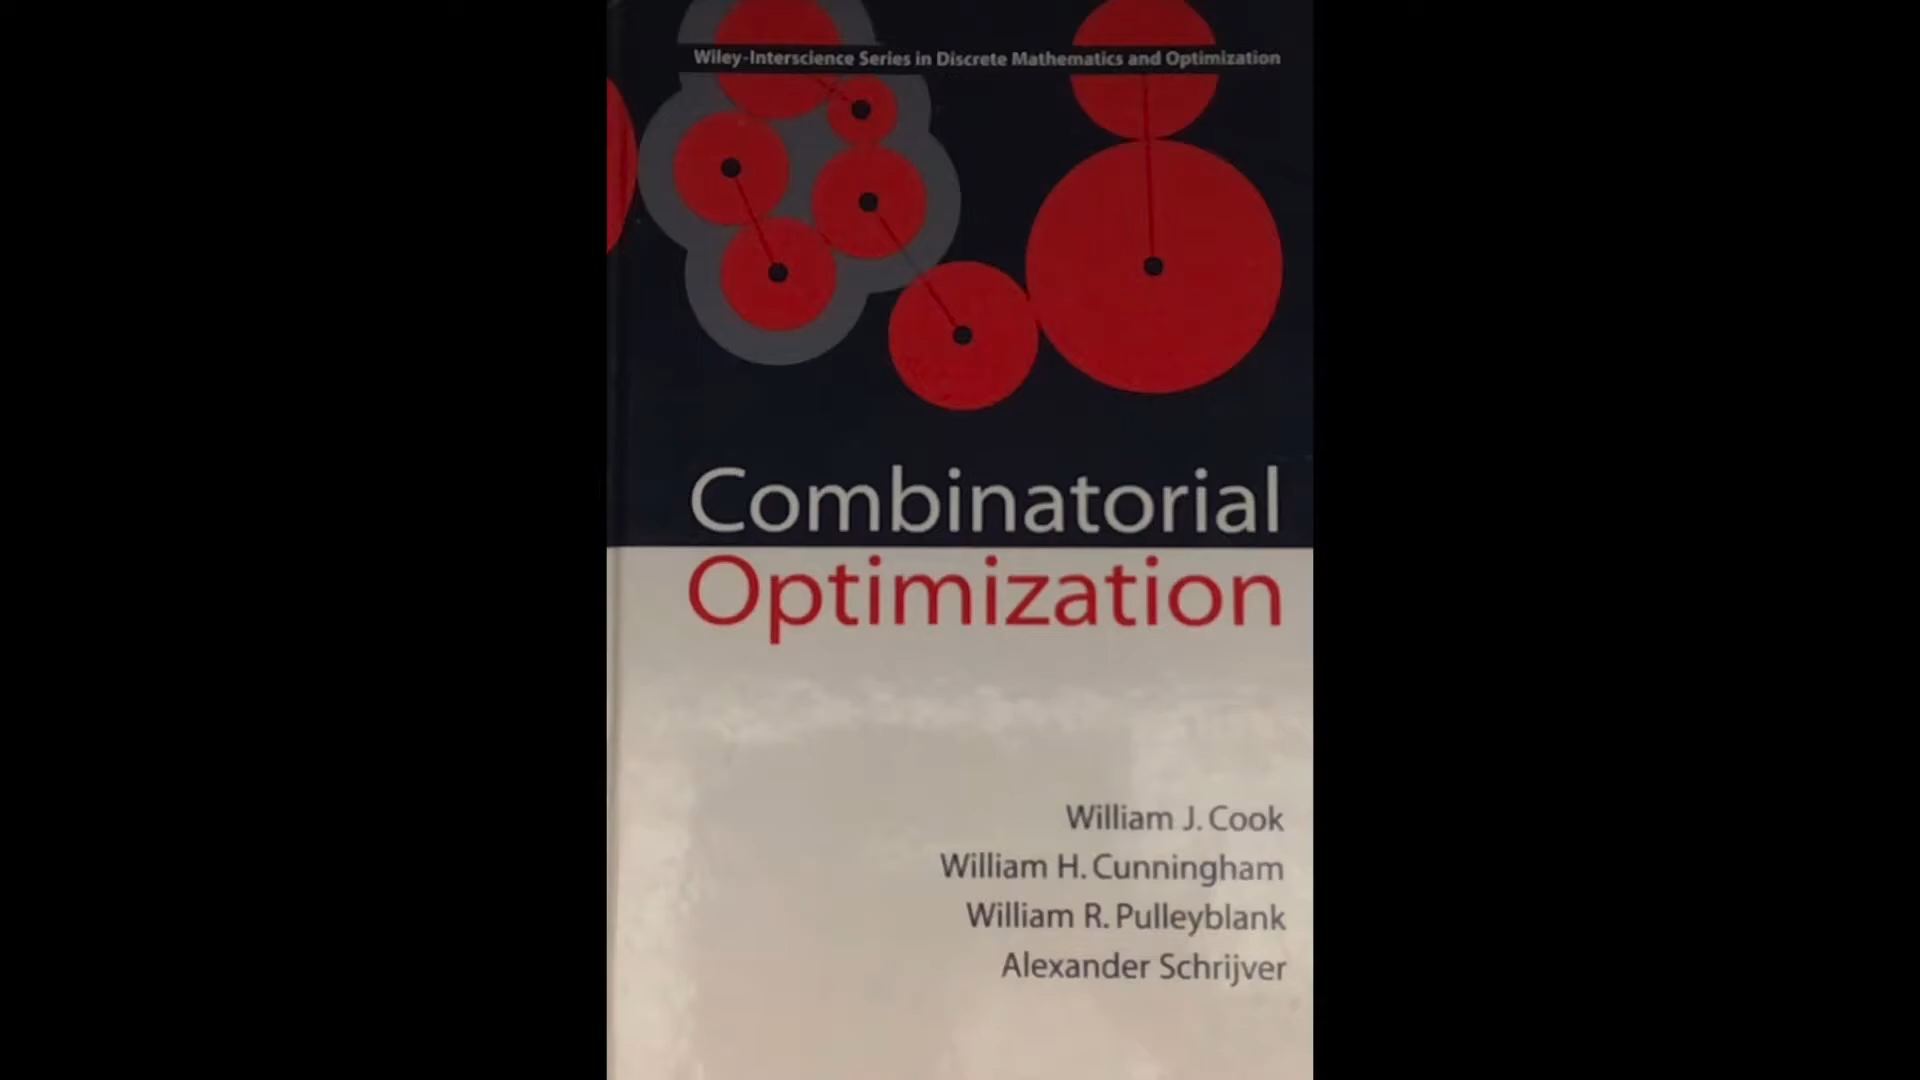 Wiley-Interscience Series in Discrete Mathematics and Optimization
Combinatorial
Optimization
William J. Cook
William H. Cunningham
William R. Pulleyblank
Alexander Schrijver